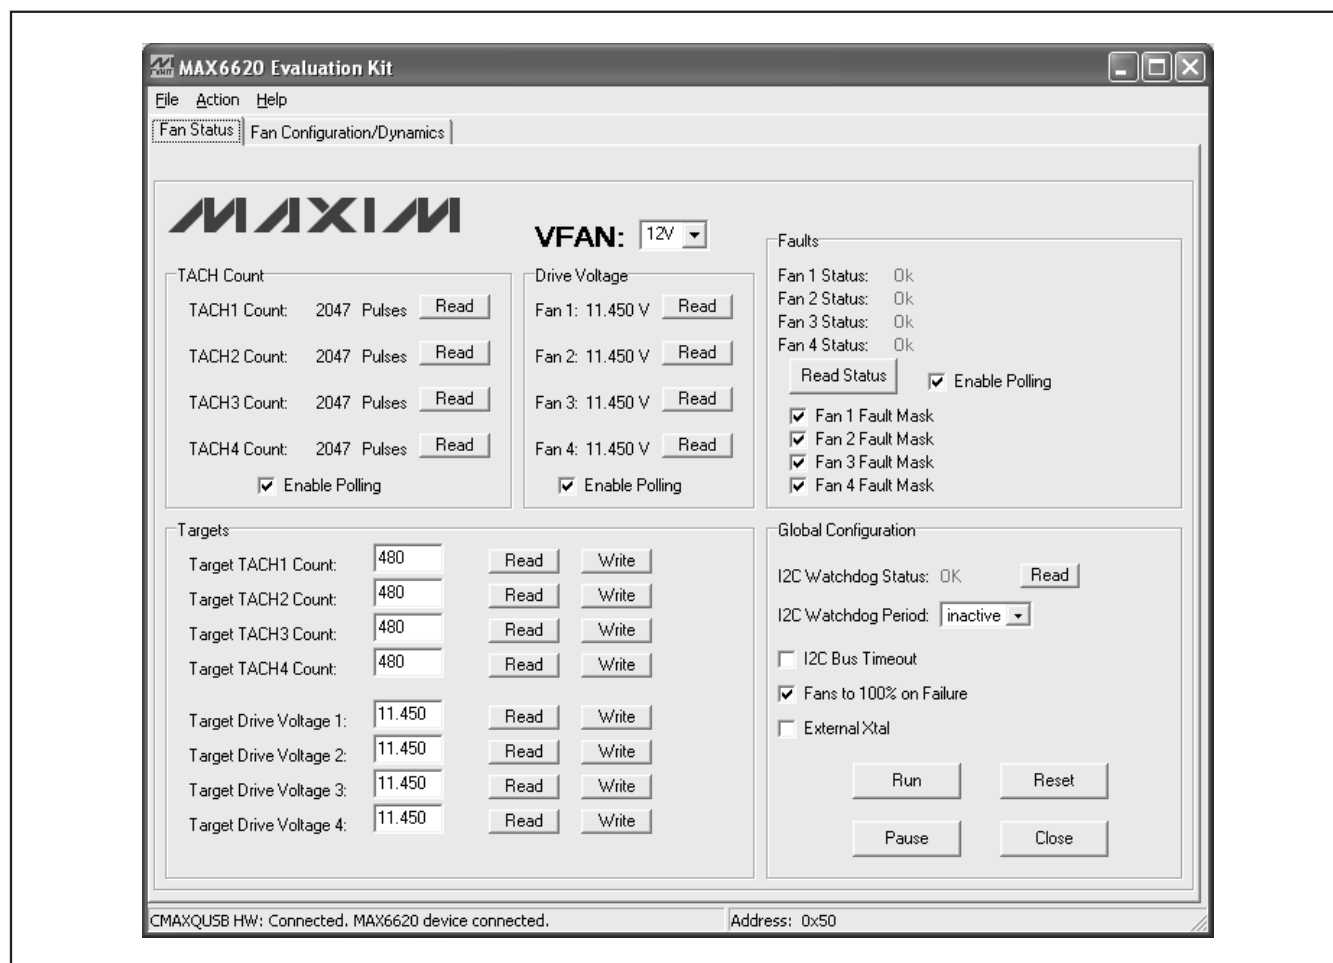 MAX6620 Evaluation Kit
File Action Help
Fan Status Fan Configuration/Dynamics
MAXIM
VFAN: 12V
TACH Count
TACH1 Count: 2047 Pulses Read
TACH2 Count: 2047 Pulses Read
TACH3 Count: 2047 Pulses Read
TACH4 Count: 2047 Pulses Read
Enable Polling
Drive Voltage
Fan 1: 11.450 V Read
Fan 2: 11.450 V Read
Fan 3: 11.450 V Read
Fan 4: 11.450 V Read
Enable Polling
Faults
Fan 1 Status: Ok
Fan 2 Status: Ok
Fan 3 Status: Ok
Fan 4 Status: Ok
Read Status Enable Polling
Fan 1 Fault Mask
Fan 2 Fault Mask
Fan 3 Fault Mask
Fan 4 Fault Mask
Targets
Target TACH1 Count: 480 Read Write
Target TACH2 Count: 480 Read Write
Target TACH3 Count: 480 Read Write
Target TACH4 Count: 480 Read Write
Target Drive Voltage 1: 11.450 Read Write
Target Drive Voltage 2: 11.450 Read Write
Target Drive Voltage 3: 11.450 Read Write
Target Drive Voltage 4: 11.450 Read Write
Global Configuration
I2C Watchdog Status: OK Read
I2C Watchdog Period: inactive
I2C Bus Timeout
Fans to 100% on Failure
External Xtal
Run Reset
Pause Close
CMAXQUSB HW: Connected. MAX6620 device connected. Address: 0x50